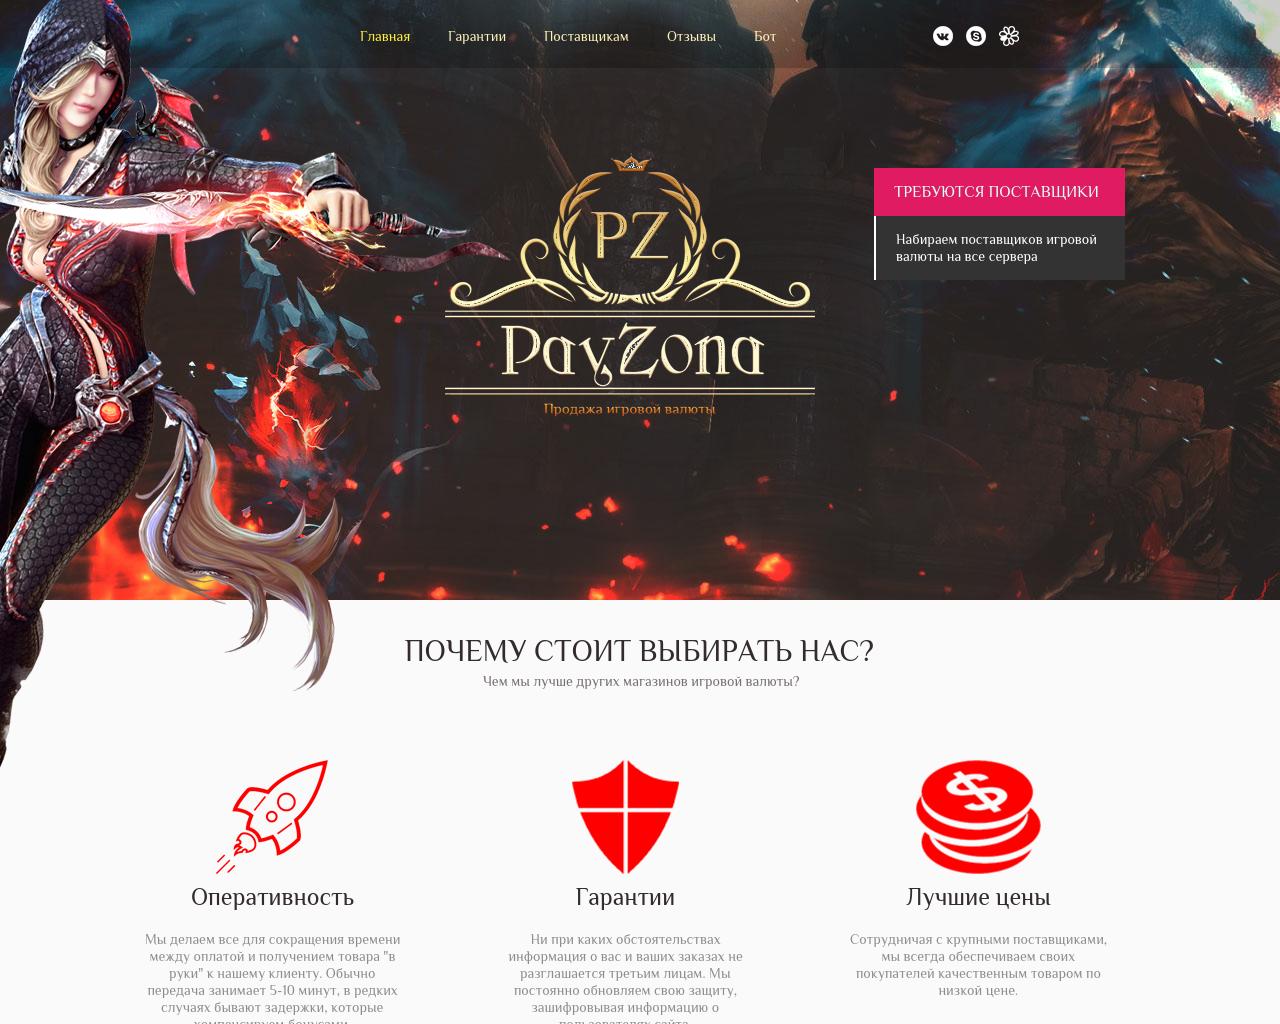 Главная Гарантии Поставщикам Отзывы Бот
PZ
PayZona
Продажа игровой валюты
ТРЕБУЮТСЯ ПОСТАВЩИКИ
Набираем поставщиков игровой
валюты на все сервера
ПОЧЕМУ СТОИТ ВЫБИРАТЬ НАС?
Чем мы лучше других магазинов игровой валюты?
Оперативность
Мы делаем все для сокращения времени
между оплатой и получением товара "в
руки" к нашему клиенту. Обычно
передача занимает 5-10 минут, в редких
случаях бывают задержки, которые
компенсируем бонусами.
Гарантии
Ни при каких обстоятельствах
информация о вас и ваших заказах не
разглашается третьим лицам. Мы
постоянно обновляем свою защиту,
зашифровывая информацию о
пользователях сайта.
Лучшие цены
Сотрудничая с крупными поставщиками,
мы всегда обеспечиваем своих
покупателей качественным товаром по
низкой цене.